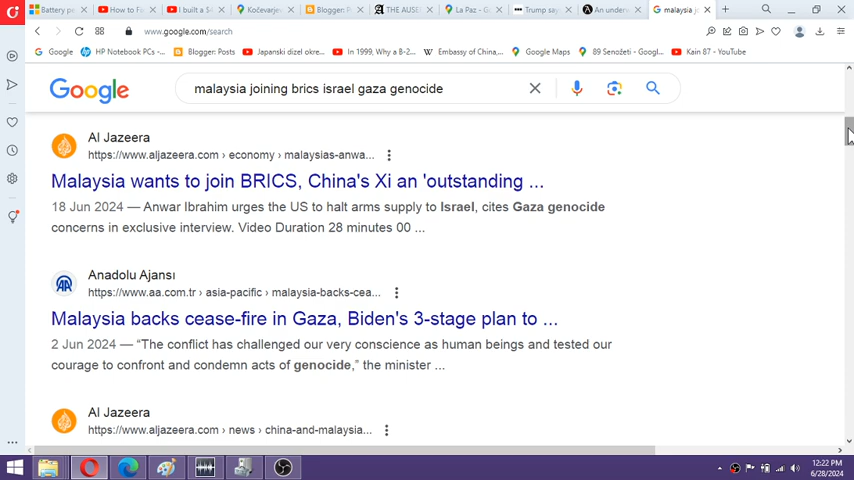 Battery pe
How to Fi
I built a S
Kočevarjev
Blogger: P
THE AUSE
La Paz - G
Trump say
An underw
malaysia jo
www.google.com/search
Google
HP Notebook PCs -...
Blogger: Posts
Japanski dizel okre...
In 1999, Why a B-2...
Embassy of China,...
Google Maps
89 Senožeti - Googl...
Kain 87 - YouTube
Google
malaysia joining brics israel gaza genocide
Al Jazeera
https://www.aljazeera.com › economy › malaysias-anwa...
Malaysia wants to join BRICS, China's Xi an 'outstanding ...
18 Jun 2024 — Anwar Ibrahim urges the US to halt arms supply to Israel, cites Gaza genocide
concerns in exclusive interview. Video Duration 28 minutes 00 ...
Anadolu Ajansı
https://www.aa.com.tr › asia-pacific › malaysia-backs-cea...
Malaysia backs cease-fire in Gaza, Biden's 3-stage plan to ...
2 Jun 2024 — “The conflict has challenged our very conscience as human beings and tested our
courage to confront and condemn acts of genocide,” the minister ...
Al Jazeera
https://www.aljazeera.com › news › china-and-malaysia...
12:22 PM
6/28/2024